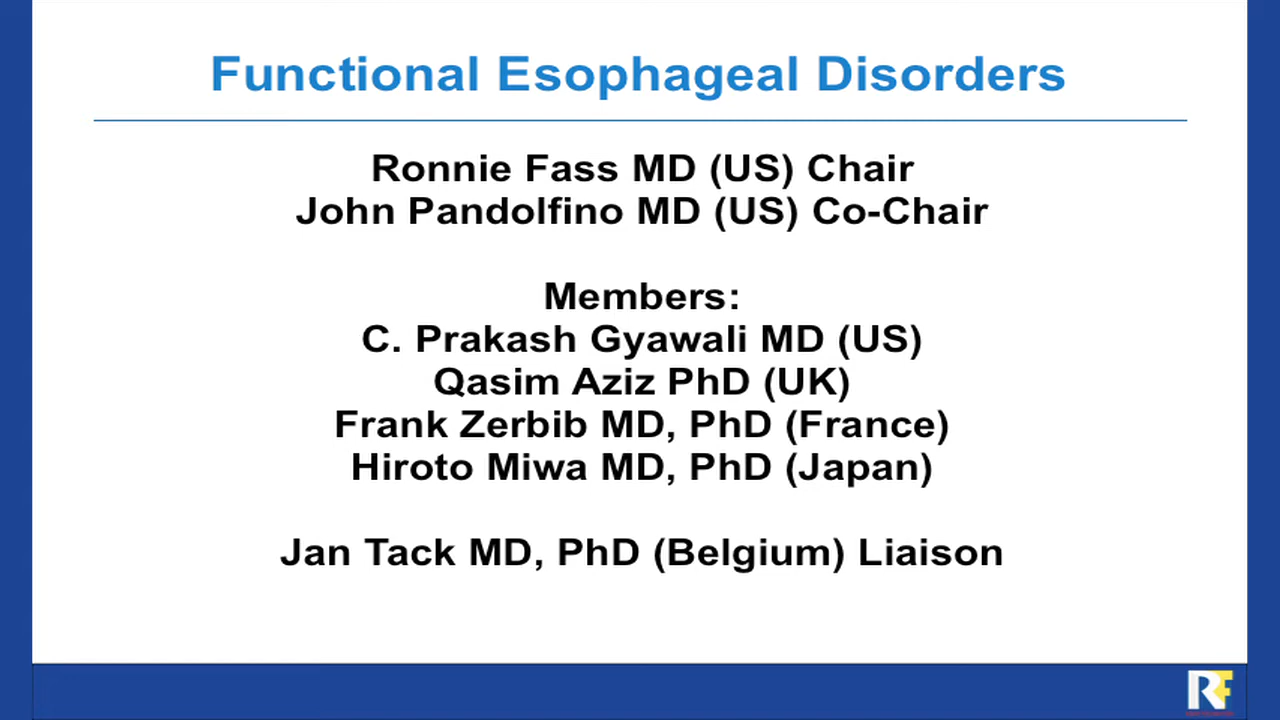 Functional Esophageal Disorders
Ronnie Fass MD (US) Chair
John Pandolfino MD (US) Co-Chair
Members:
C. Prakash Gyawali MD (US)
Qasim Aziz PhD (UK)
Frank Zerbib MD, PhD (France)
Hiroto Miwa MD, PhD (Japan)
Jan Tack MD, PhD (Belgium) Liaison
RF